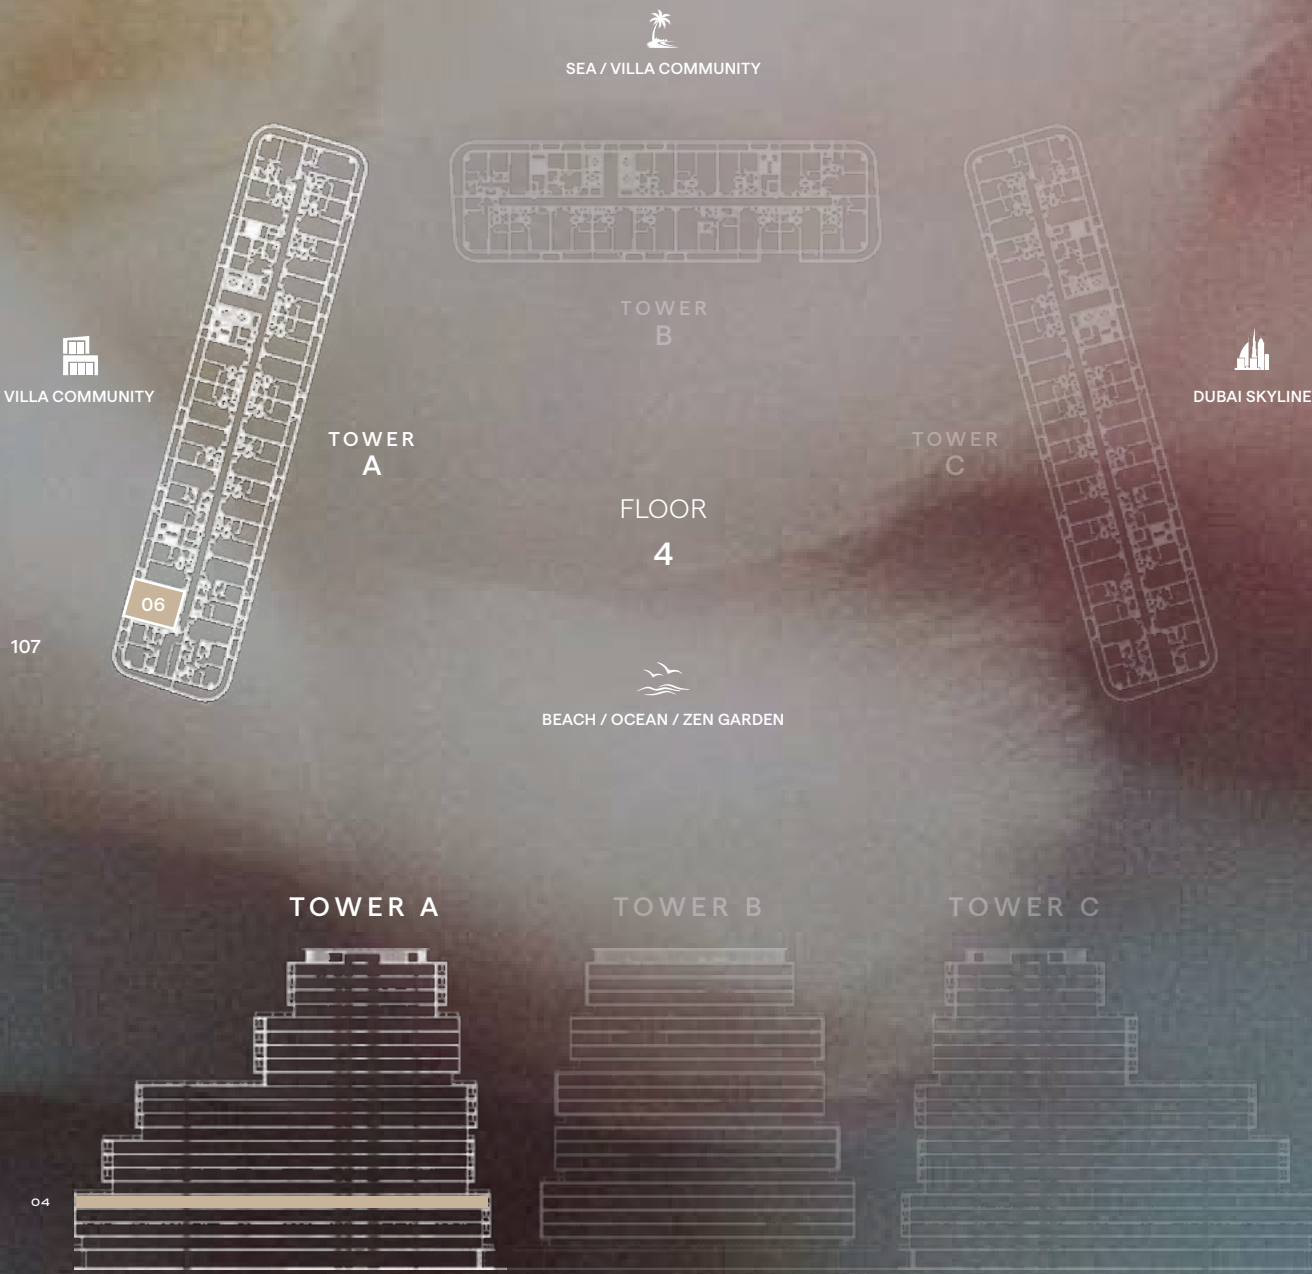 SEA / VILLA COMMUNITY
TOWER
B
VILLA COMMUNITY
DUBAI SKYLINE
TOWER
A
TOWER
C
FLOOR
4
06
107
BEACH / OCEAN / ZEN GARDEN
TOWER A
TOWER B
TOWER C
04